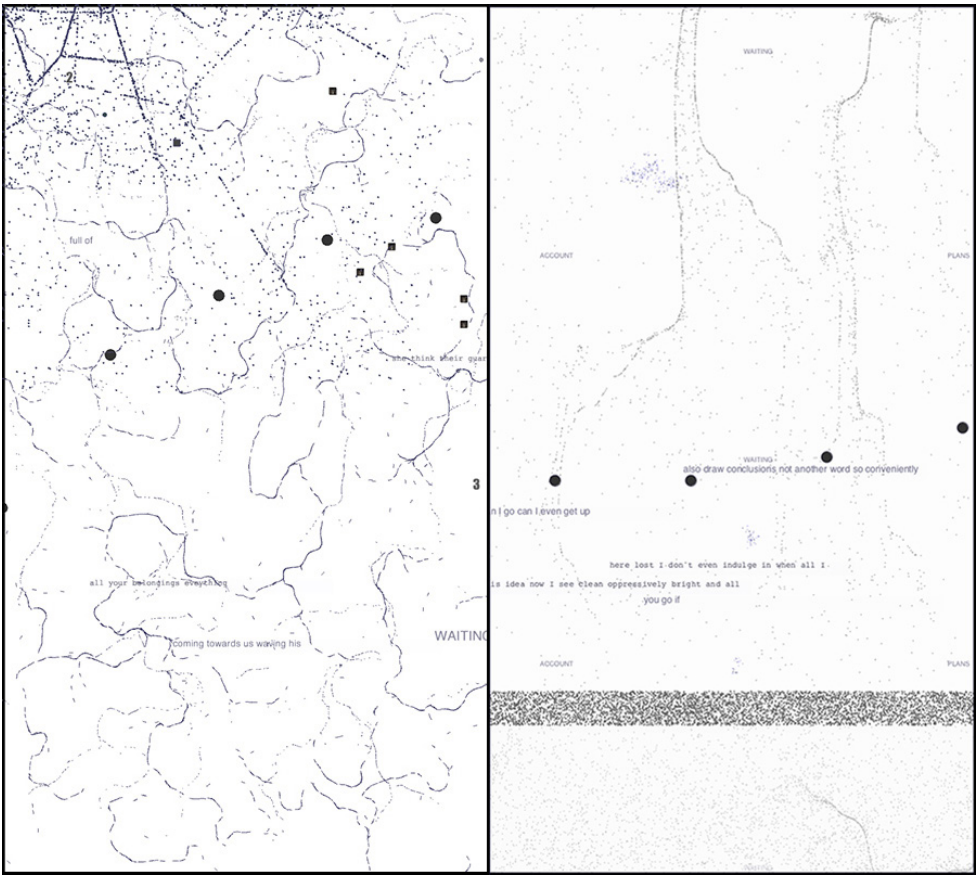 2
full of
she think their guar
3
all your belongings eveything
coming towards us waving his
WAITING
WAITING
ACCOUNT
PLANS
WAITING
also draw conclusions not another word so conveniently
n I go can I even get up
here lost I don't even indulge in when all I
is idea now I see clean oppressively bright and all
you go if
ACCOUNT
PLANS